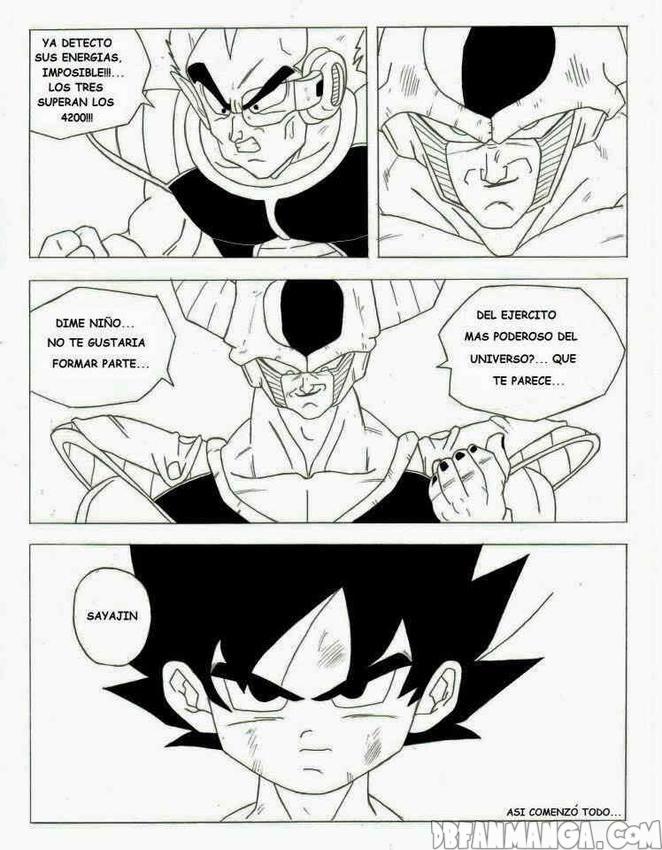 YA DETECTO
SUS ENERGIAS,
IMPOSIBLE!!!...
LOS TRES
SUPERAN LOS
4200!!!
DIME NIÑO...
NO TE GUSTARIA
FORMAR PARTE...
DEL EJERCITO
MAS PODEROSO DEL
UNIVERSO?... QUE
TE PARECE...
SAYAJIN
ASI COMENZÓ TODO...
DBFANMANGA.COM